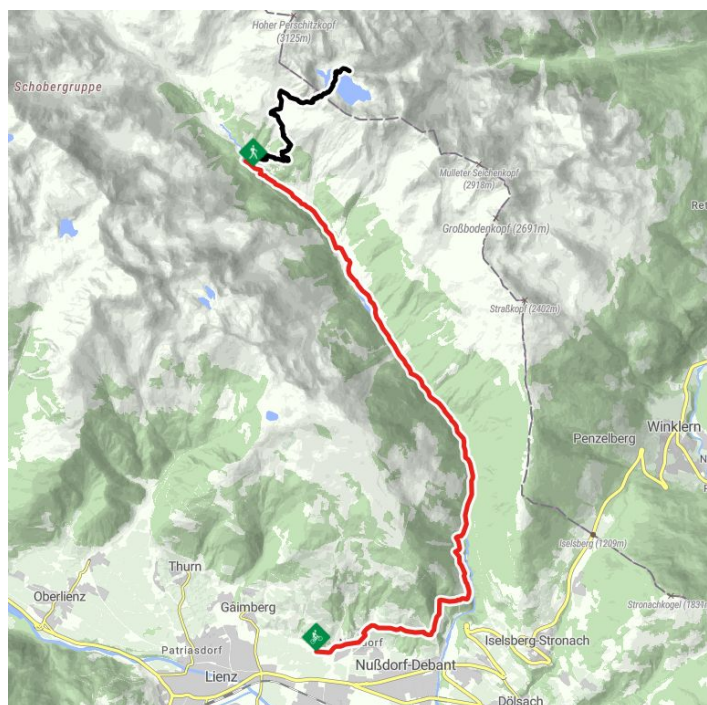 Hoher Perschitzkopf
(3125m)
Schobergruppe
Mulleter Seichenkopf
(2918m)
Großbodenkopf (2691m)
Straßkopf (2402m)
Winklern
Penzelberg
Iselsberg (1209m)
Stronachkogel (1831m
Thurn
Oberlienz
Gaimberg
Patriasdorf
Iselsberg-Stronach
Nußdorf-Debant
Lienz
Dölsach